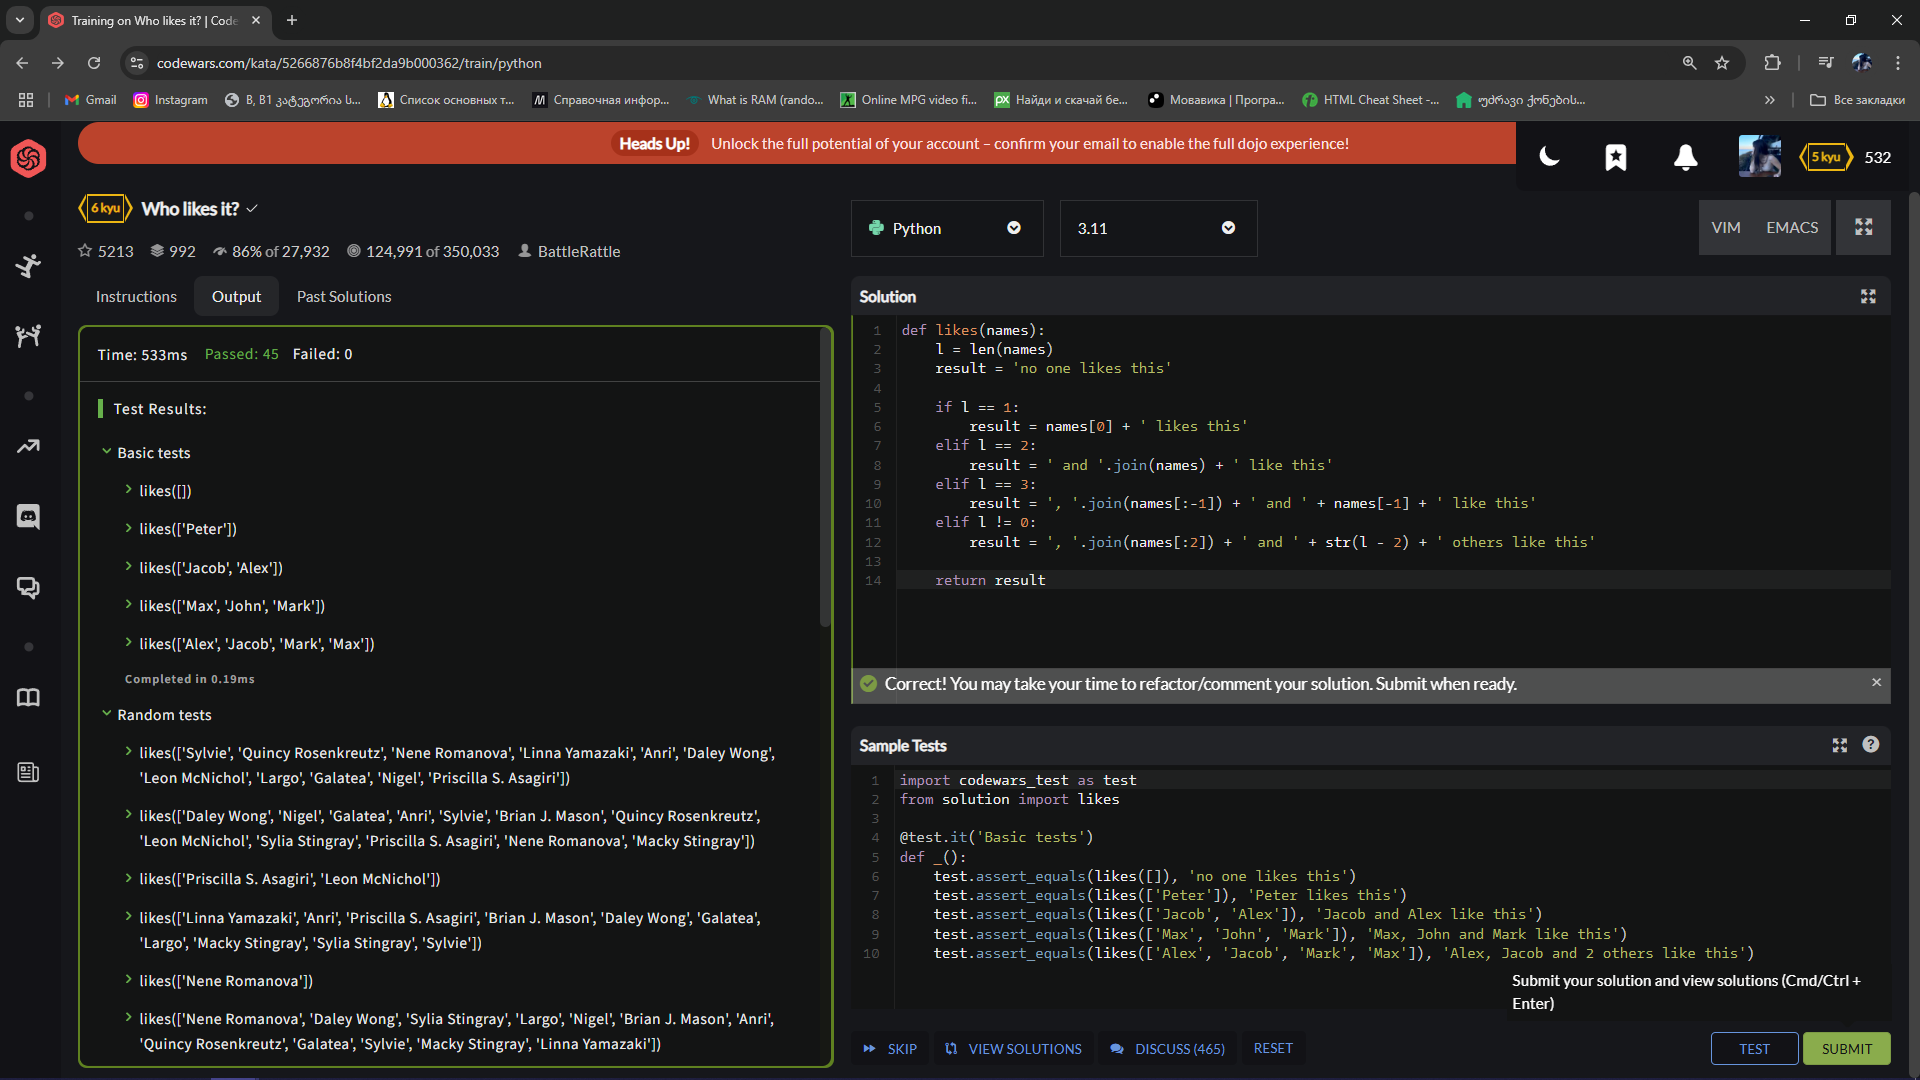 Training on Who likes it? | Code
codewars.com/kata/5266876b8f4bf2da9b000362/train/python
Gmail
Instagram
B, B1 კატეგორია ს...
Список основных т...
Справочная инфор...
What is RAM (rando...
Online MPG video fi...
Найди и скачай бе...
Мовавика | Програ...
HTML Cheat Sheet -...
უძრავი ქონების...
Все закладки
Heads Up! Unlock the full potential of your account – confirm your email to enable the full dojo experience!
5 kyu 532
6 kyu Who likes it?
5213 992 86% of 27,932 124,991 of 350,033 BattleRattle
Python
3.11
VIM EMACS
Instructions Output Past Solutions
Time: 533ms Passed: 45 Failed: 0
Test Results:
Basic tests
likes([])
likes(['Peter'])
likes(['Jacob', 'Alex'])
likes(['Max', 'John', 'Mark'])
likes(['Alex', 'Jacob', 'Mark', 'Max'])
Completed in 0.19ms
Random tests
likes(['Sylvie', 'Quincy Rosenkreutz', 'Nene Romanova', 'Linna Yamazaki', 'Anri', 'Daley Wong',
'Leon McNichol', 'Largo', 'Galatea', 'Nigel', 'Priscilla S. Asagiri'])
likes(['Daley Wong', 'Nigel', 'Galatea', 'Anri', 'Sylvie', 'Brian J. Mason', 'Quincy Rosenkreutz',
'Leon McNichol', 'Sylia Stingray', 'Priscilla S. Asagiri', 'Nene Romanova', 'Macky Stingray'])
likes(['Priscilla S. Asagiri', 'Leon McNichol'])
likes(['Linna Yamazaki', 'Anri', 'Priscilla S. Asagiri', 'Brian J. Mason', 'Daley Wong', 'Galatea',
'Largo', 'Macky Stingray', 'Sylia Stingray', 'Sylvie'])
likes(['Nene Romanova'])
likes(['Nene Romanova', 'Daley Wong', 'Sylia Stingray', 'Largo', 'Nigel', 'Brian J. Mason', 'Anri',
'Quincy Rosenkreutz', 'Galatea', 'Sylvie', 'Macky Stingray', 'Linna Yamazaki'])
Solution
1 def likes(names):
2     l = len(names)
3     result = 'no one likes this'
4
5     if l == 1:
6         result = names[0] + ' likes this'
7     elif l == 2:
8         result = ' and '.join(names) + ' like this'
9     elif l == 3:
10         result = ', '.join(names[:-1]) + ' and ' + names[-1] + ' like this'
11     elif l != 0:
12         result = ', '.join(names[:2]) + ' and ' + str(l - 2) + ' others like this'
13
14     return result
Correct! You may take your time to refactor/comment your solution. Submit when ready.
Sample Tests
1 import codewars_test as test
2 from solution import likes
3
4 @test.it('Basic tests')
5 def _():
6     test.assert_equals(likes([]), 'no one likes this')
7     test.assert_equals(likes(['Peter']), 'Peter likes this')
8     test.assert_equals(likes(['Jacob', 'Alex']), 'Jacob and Alex like this')
9     test.assert_equals(likes(['Max', 'John', 'Mark']), 'Max, John and Mark like this')
10     test.assert_equals(likes(['Alex', 'Jacob', 'Mark', 'Max']), 'Alex, Jacob and 2 others like this')
Submit your solution and view solutions (Cmd/Ctrl +
Enter)
SKIP VIEW SOLUTIONS DISCUSS (465) RESET
TEST SUBMIT